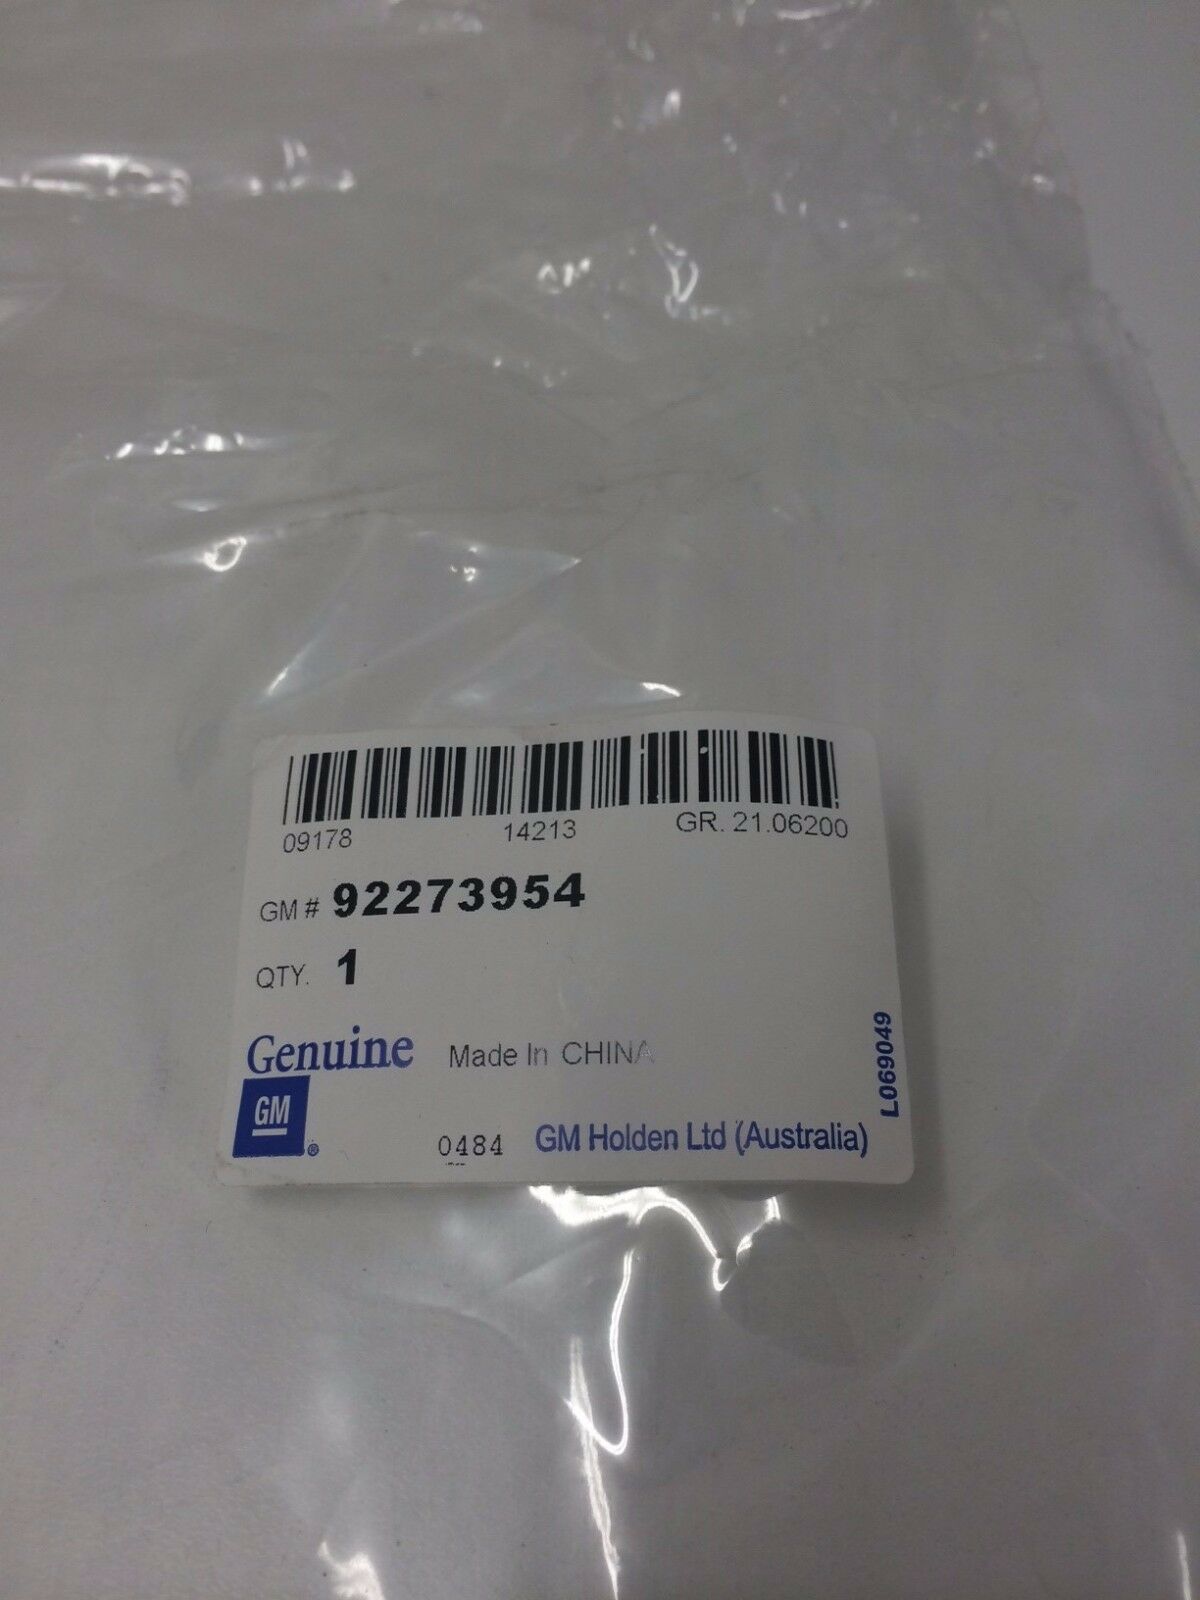 09178 14213 GR. 21.06200
GM # 92273954
QTY. 1
Genuine Made In CHINA
GM ®
0484 GM Holden Ltd (Australia)
L069049